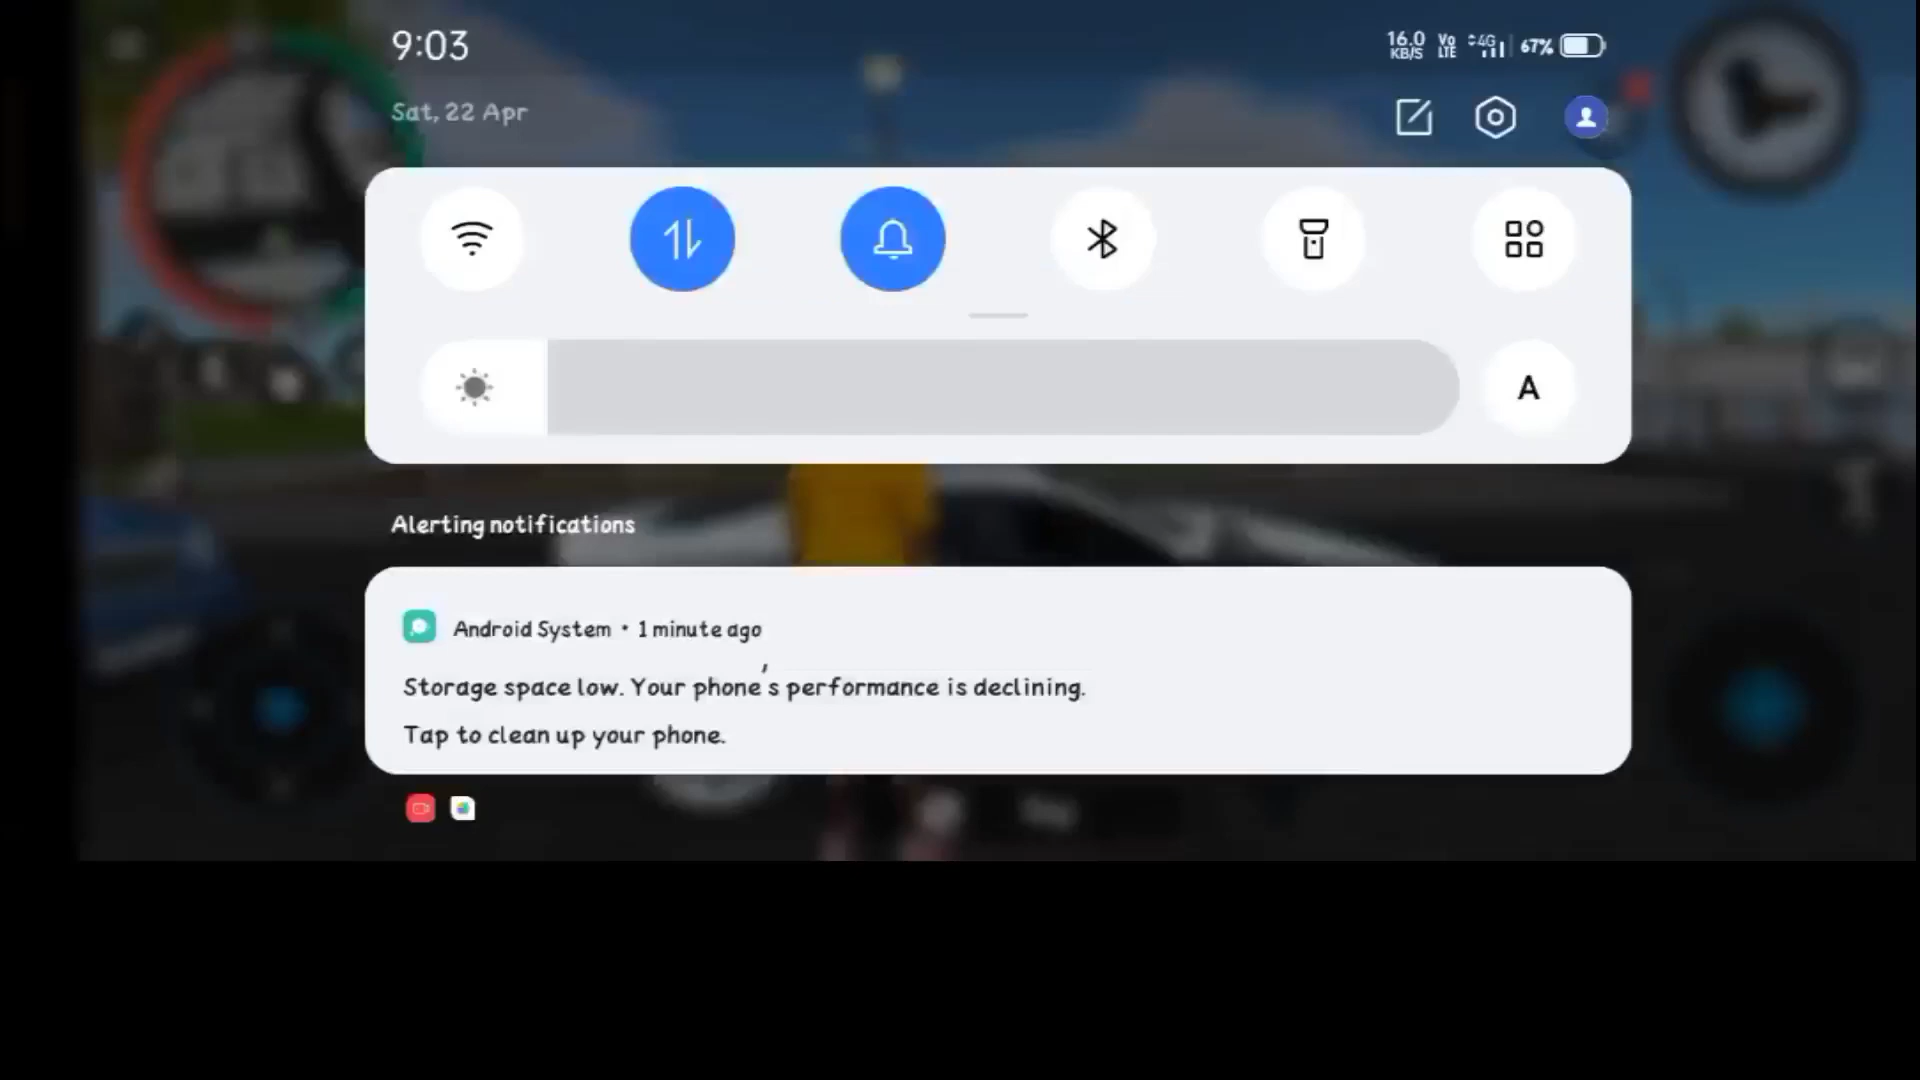 9:03
16.0 KB/S Vo LTE 4G 67%
Sat, 22 Apr
A
Alerting notifications
Android System • 1 minute ago
Storage space low. Your phone's performance is declining.
Tap to clean up your phone.